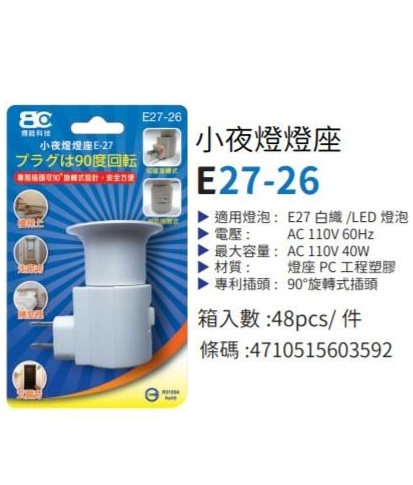 BC
博鋐科技
E27-26
小夜燈燈座E-27
プラグは90度回転
專利插頭可90°旋轉式設計，安全方便
小夜燈燈座
E27-26
▶ 適用燈泡 : E27 白織 /LED 燈泡
▶ 電壓 : AC 110V 60Hz
▶ 最大容量 : AC 110V 40W
▶ 材質 : 燈座 PC 工程塑膠
▶ 專利插頭 : 90°旋轉式插頭
箱入數 :48pcs/ 件
條碼 :4710515603592
RoHS